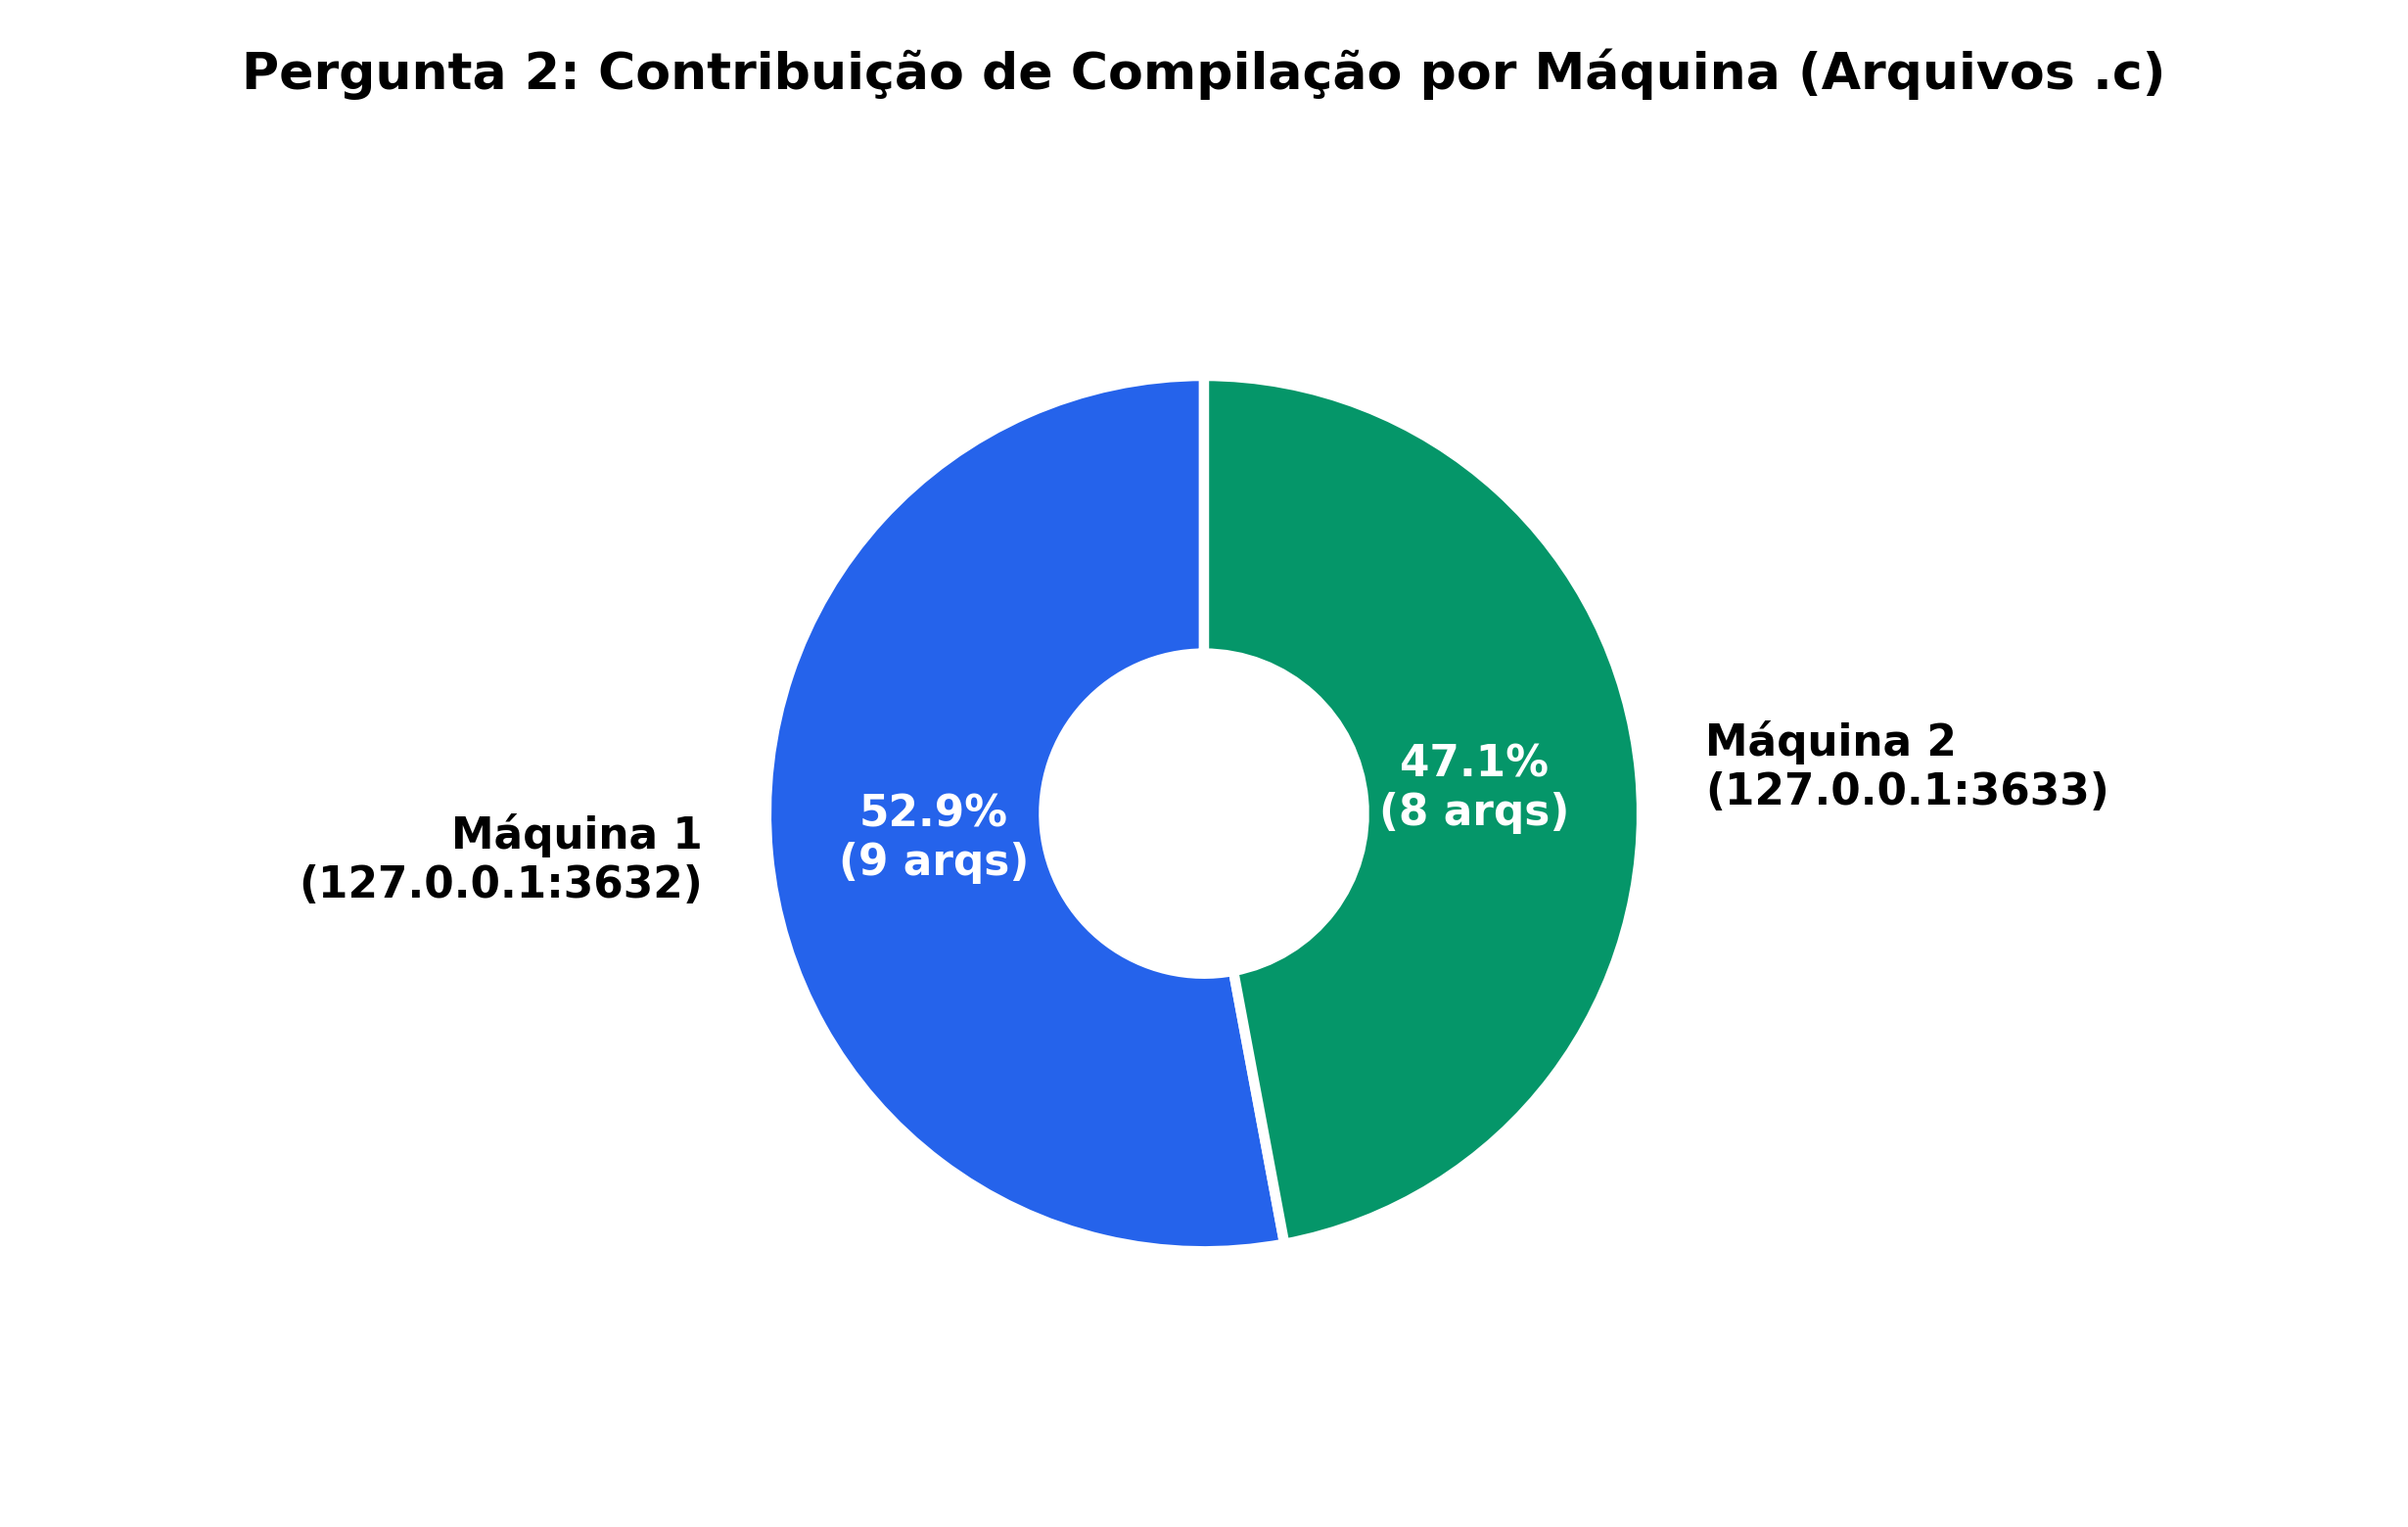 Pergunta 2: Contribuição de Compilação por Máquina (Arquivos .c)
Máquina 1
(127.0.0.1:3632)
52.9%
(9 arqs)
47.1%
(8 arqs)
Máquina 2
(127.0.0.1:3633)